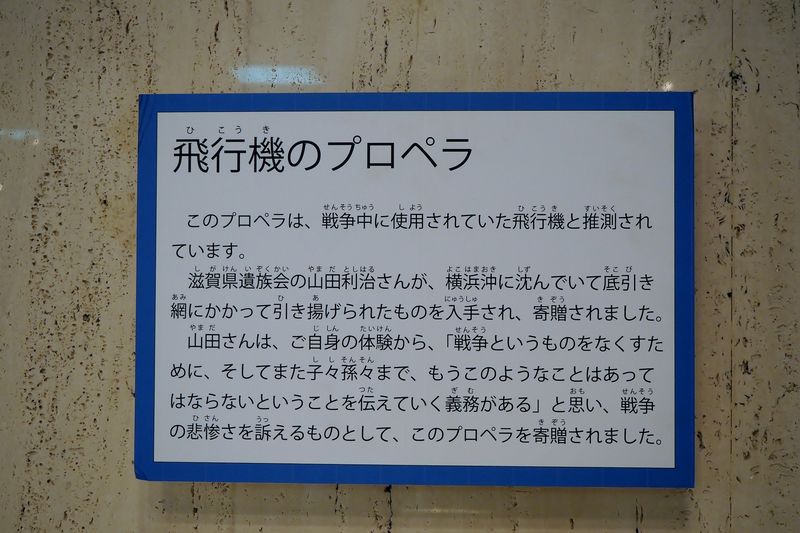 飛行機のプロペラ
このプロペラは、戦争中に使用されていた飛行機と推測され
ています。
滋賀県遺族会の山田利治さんが、横浜沖に沈んでいて底引き
網にかかって引き揚げられたものを入手され、寄贈されました。
山田さんは、ご自身の体験から、「戦争というものをなくすた
めに、そしてまた子々孫々まで、もうこのようなことはあって
はならないということを伝えていく義務がある」と思い、戦争
の悲惨さを訴えるものとして、このプロペラを寄贈されました。